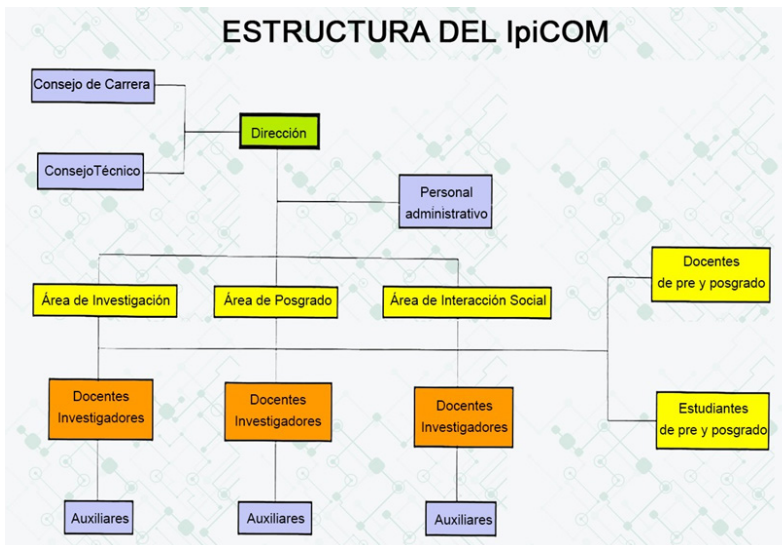 ESTRUCTURA DEL IpiCOM
Consejo de Carrera
Dirección
ConsejoTécnico
Personal
administrativo
Docentes
de pre y posgrado
Área de Investigación
Área de Posgrado
Área de Interacción Social
Docentes
Investigadores
Docentes
Investigadores
Docentes
Investigadores
Estudiantes
de pre y posgrado
Auxiliares
Auxiliares
Auxiliares